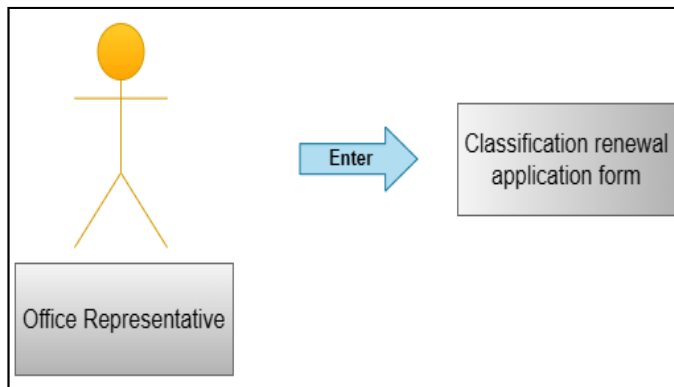 Enter
Classification renewal
application form
Office Representative